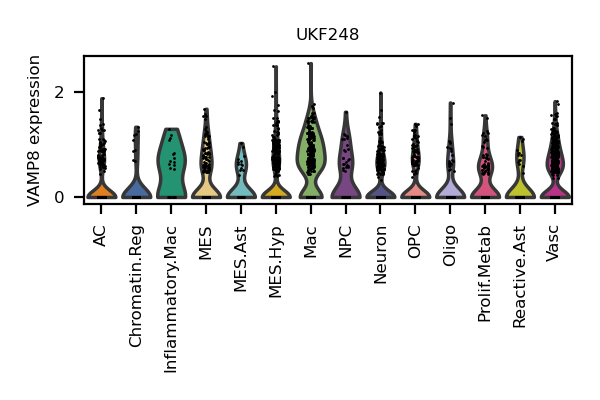 UKF248
VAMP8 expression
2
0
AC
Chromatin.Reg
Inflammatory.Mac
MES
MES.Ast
MES.Hyp
Mac
NPC
Neuron
OPC
Oligo
Prolif.Metab
Reactive.Ast
Vasc